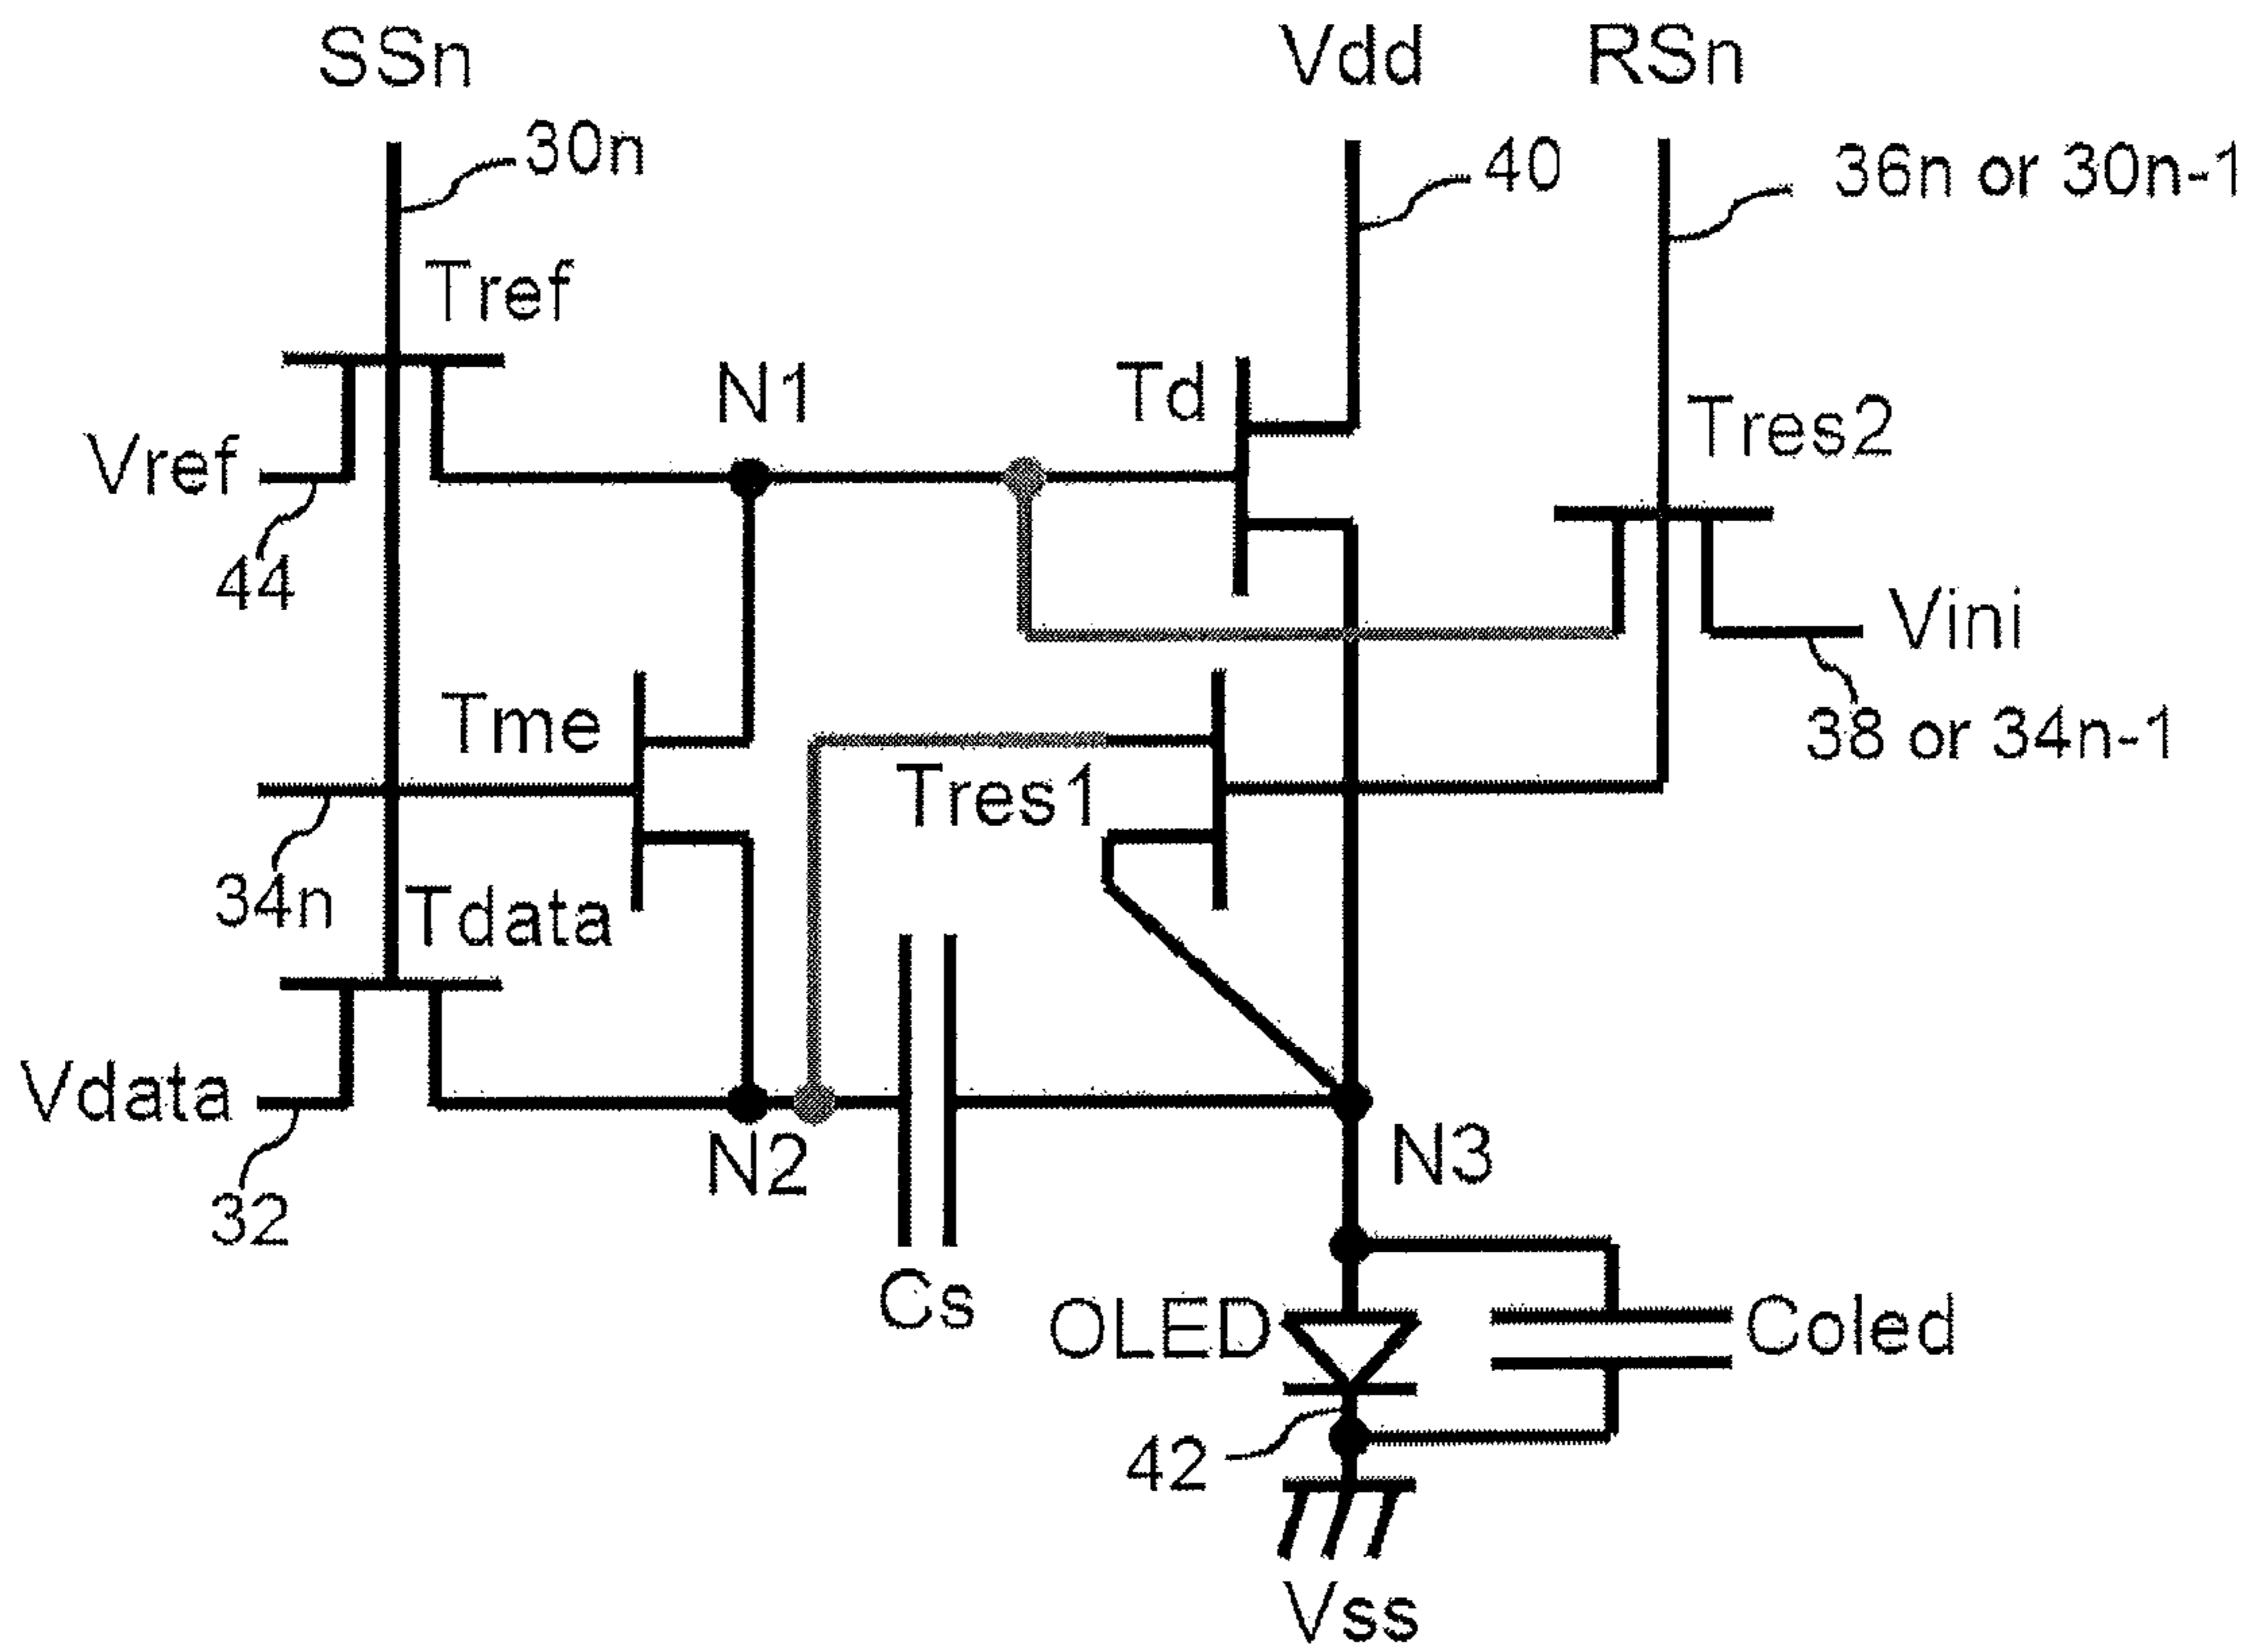 SSn
Vdd
RSn
30n
40
36n or 30n-1
Tref
N1
Td
Tres2
Vref
44
Vini
Tme
Tres1
38 or 34n-1
34n
Tdata
Vdata
N2
N3
32
Cs
OLED
Coled
42
Vss